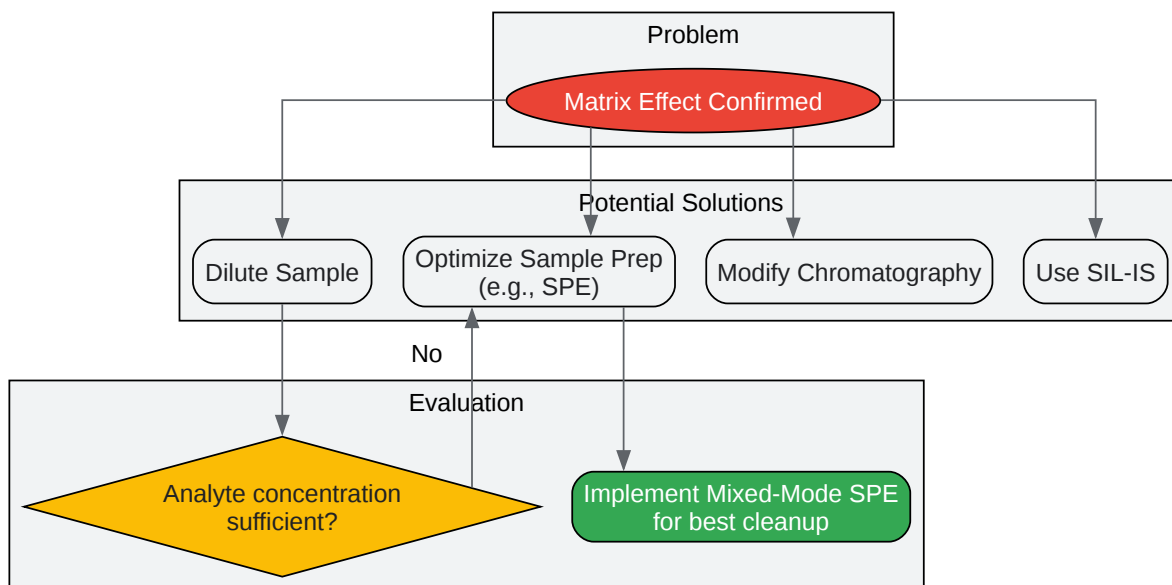 Problem
Matrix Effect Confirmed
Potential Solutions
Dilute Sample
Optimize Sample Prep
(e.g., SPE)
Modify Chromatography
Use SIL-IS
No
Evaluation
Analyte concentration
sufficient?
Implement Mixed-Mode SPE
for best cleanup